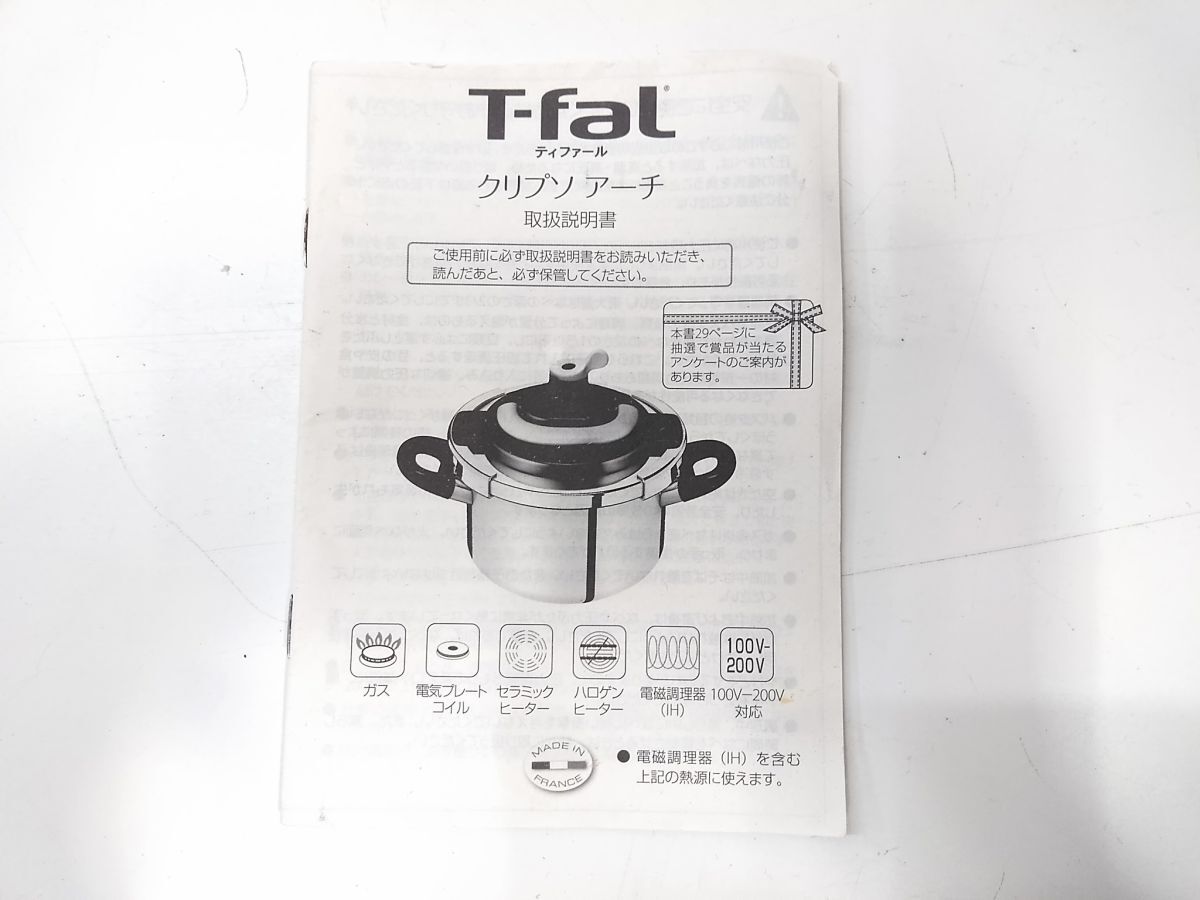 T-fal®
ティファール
クリプソ アーチ
取扱説明書
ご使用前に必ず取扱説明書をお読みいただき、
読んだあと、必ず保管してください。
本書29ページに
抽選で賞品が当たる
アンケートのご案内が
あります。
100V-
200V
ガス
電気プレート
コイル
セラミック
ヒーター
ハロゲン
ヒーター
電磁調理器
(IH)
100V-200V
対応
MADE IN
FRANCE
● 電磁調理器(IH)を含む
上記の熱源に使えます。